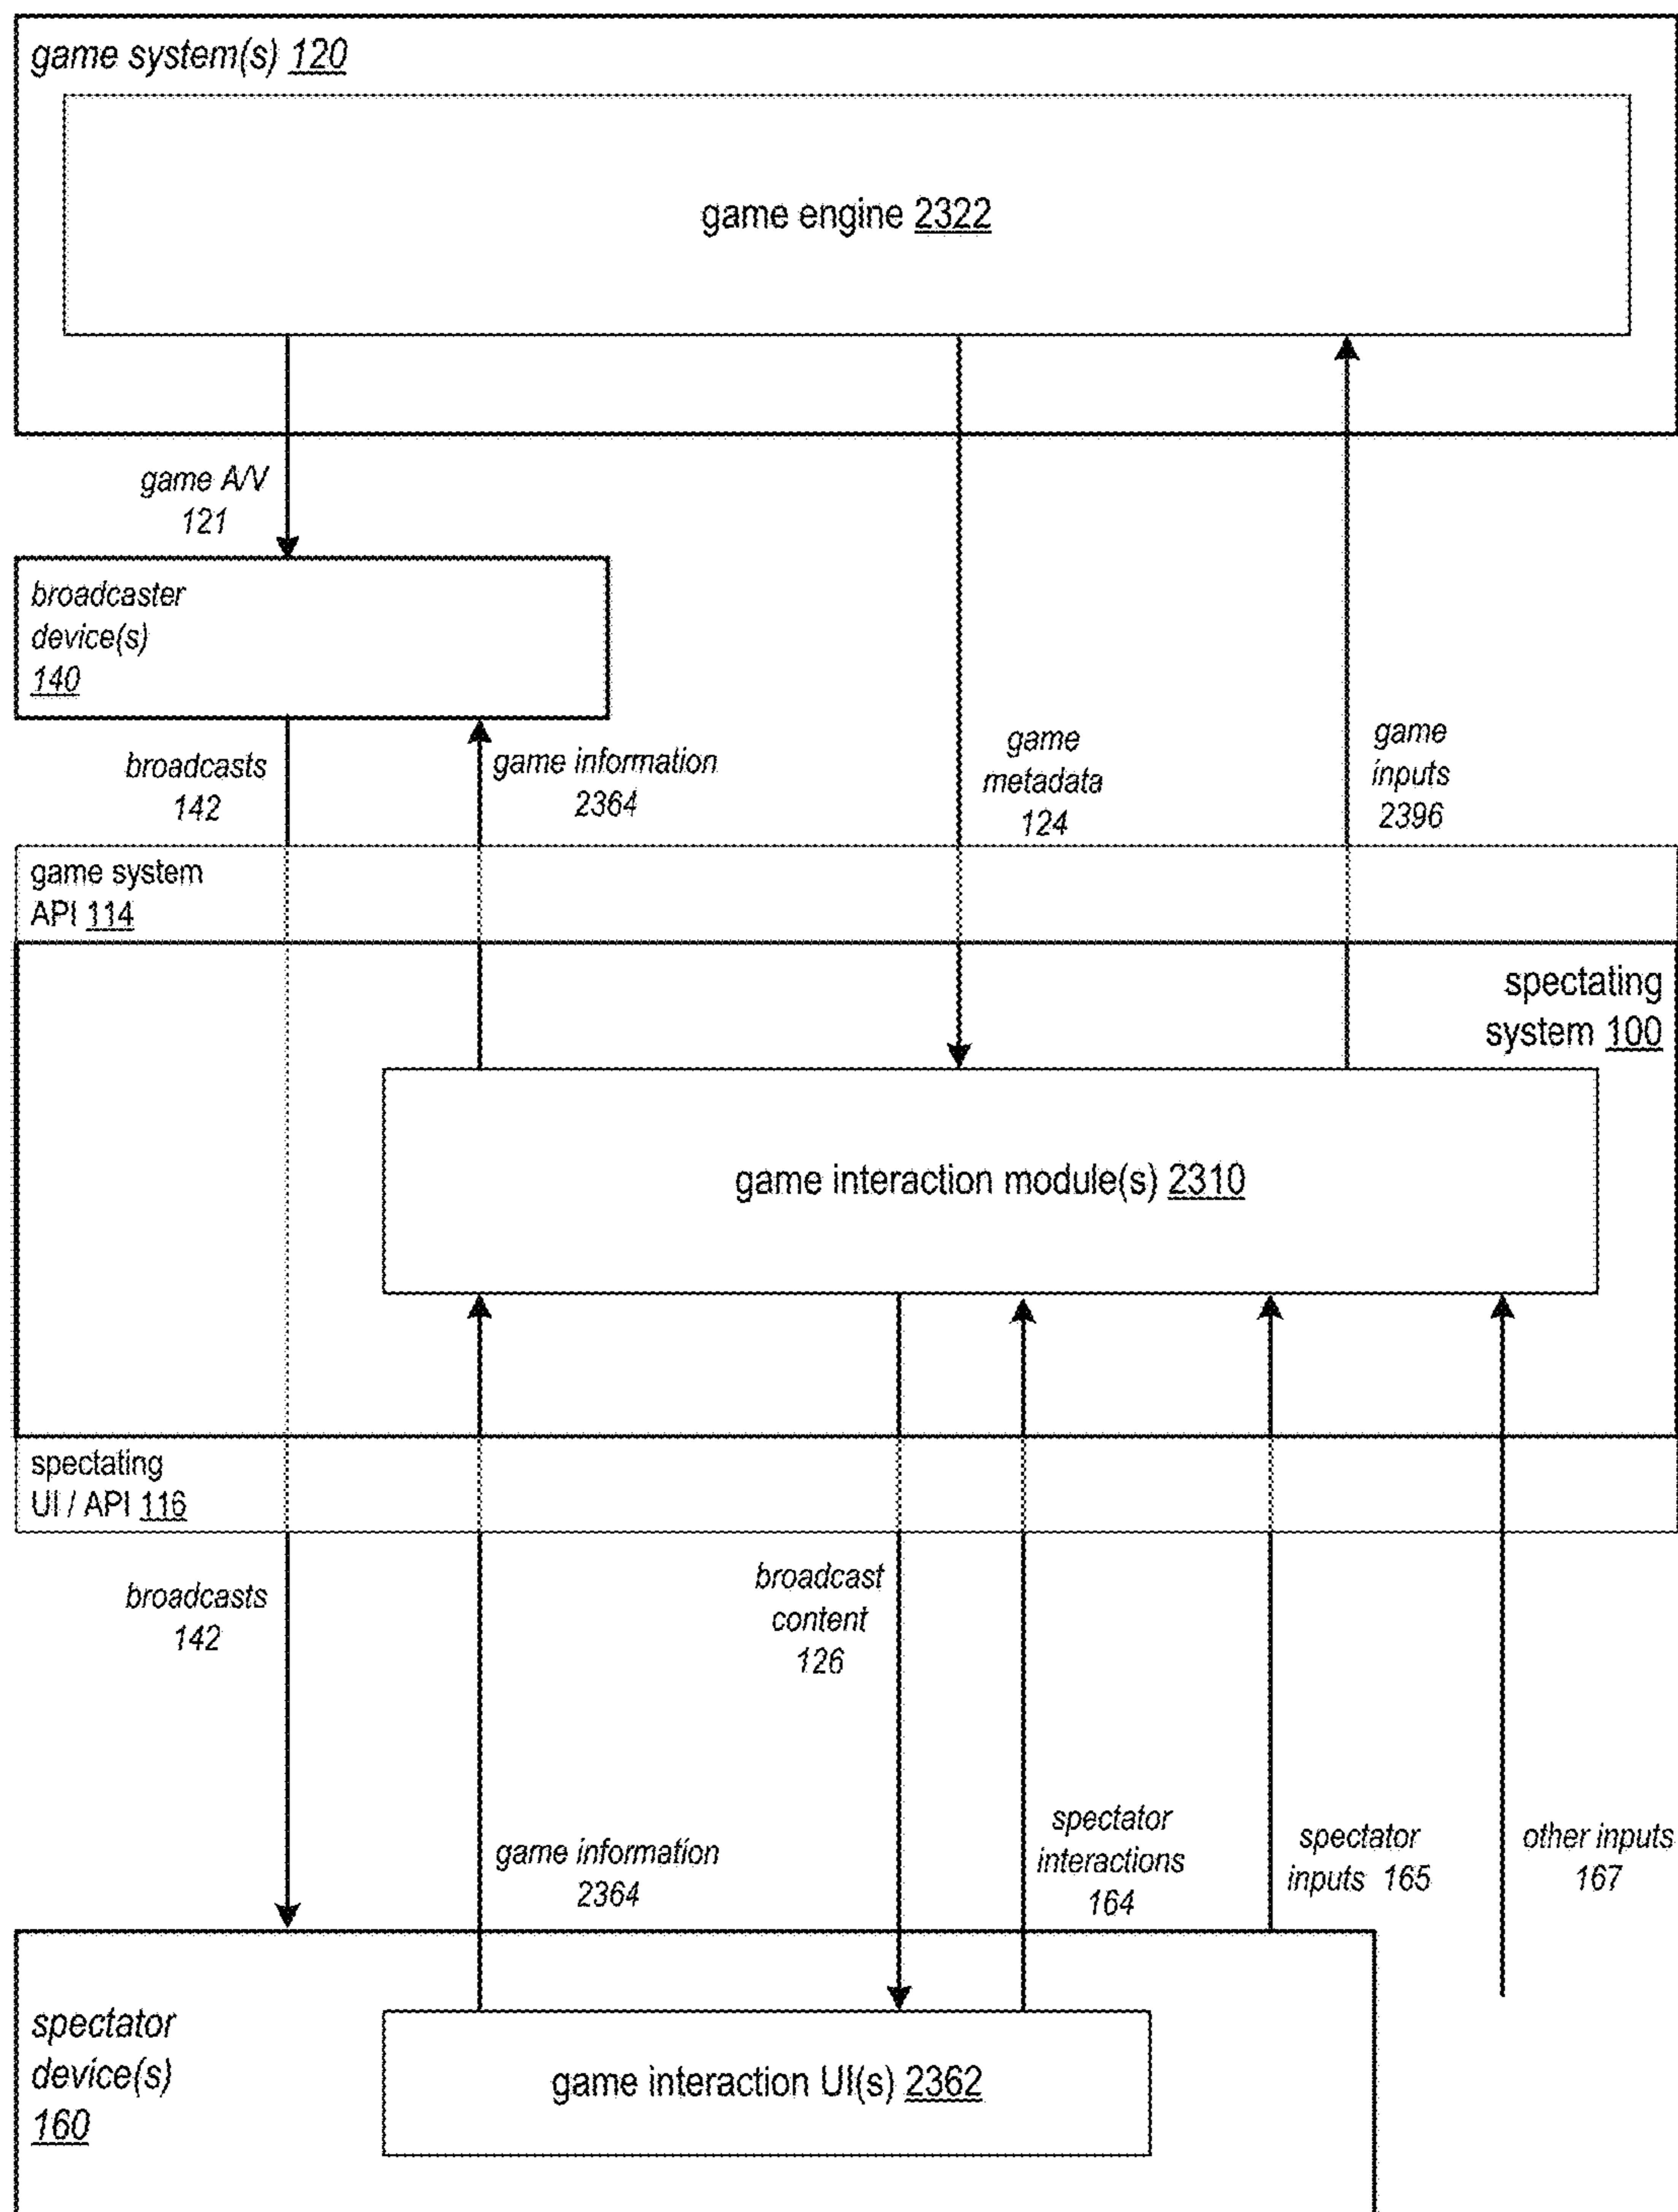 game system(s) 120
game engine 2322
game A/V
121
broadcaster
device(s)
140
broadcasts
142
game information
2364
game
metadata
124
game
inputs
2396
game system
API 114
spectating
system 100
game interaction module(s) 2310
spectating
UI / API 116
broadcasts
142
broadcast
content
126
game information
2364
spectator
interactions
164
spectator
inputs 165
other inputs
167
spectator
device(s)
160
game interaction UI(s) 2362